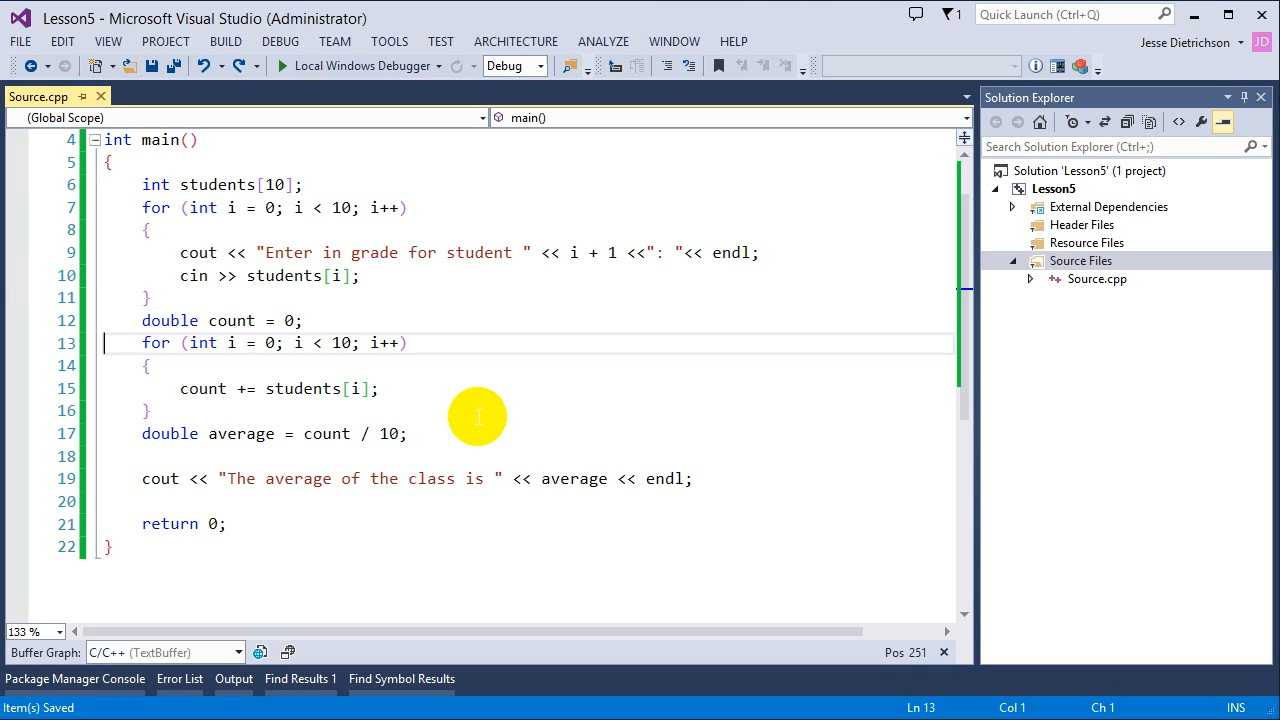 Lesson5 - Microsoft Visual Studio (Administrator)
1
Quick Launch (Ctrl+Q)
FILE EDIT VIEW PROJECT BUILD DEBUG TEAM TOOLS TEST ARCHITECTURE ANALYZE WINDOW HELP
Jesse Dietrichson JD
Local Windows Debugger Debug
Source.cpp
(Global Scope) main()
4 int main()
5 {
6 int students[10];
7 for (int i = 0; i < 10; i++)
8 {
9 cout << "Enter in grade for student " << i + 1 <<": "<< endl;
10 cin >> students[i];
11 }
12 double count = 0;
13 for (int i = 0; i < 10; i++)
14 {
15 count += students[i];
16 }
17 double average = count / 10;
18
19 cout << "The average of the class is " << average << endl;
20
21 return 0;
22 }
133 %
Buffer Graph: C/C++ (TextBuffer) Pos 251
Solution Explorer
Search Solution Explorer (Ctrl+;)
Solution 'Lesson5' (1 project)
Lesson5
External Dependencies
Header Files
Resource Files
Source Files
Source.cpp
Package Manager Console Error List Output Find Results 1 Find Symbol Results
Item(s) Saved Ln 13 Col 1 Ch 1 INS